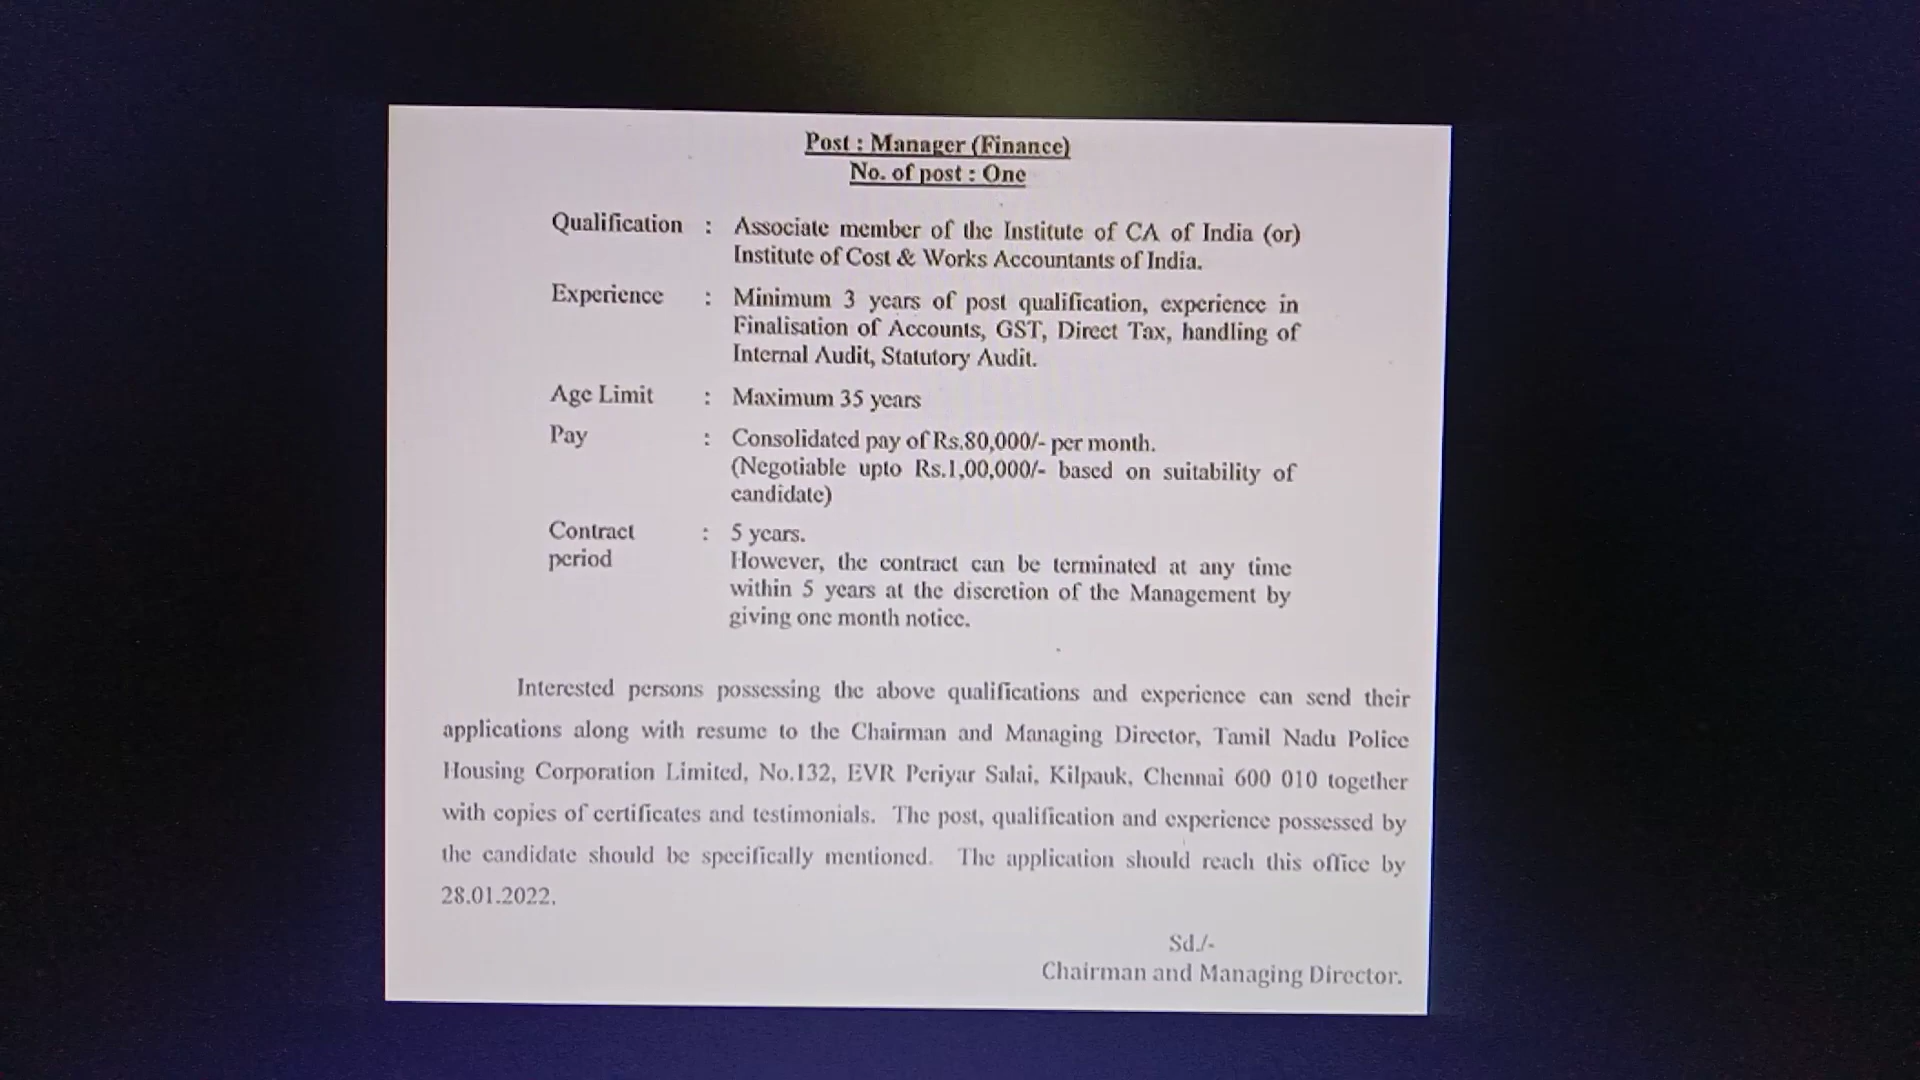 Post : Manager (Finance)
No. of post : One
Qualification : Associate member of the Institute of CA of India (or)
Institute of Cost & Works Accountants of India.
Experience : Minimum 3 years of post qualification, experience in
Finalisation of Accounts, GST, Direct Tax, handling of
Internal Audit, Statutory Audit.
Age Limit : Maximum 35 years
Pay : Consolidated pay of Rs.80,000/- per month.
(Negotiable upto Rs.1,00,000/- based on suitability of
candidate)
Contract : 5 years.
period However, the contract can be terminated at any time
within 5 years at the discretion of the Management by
giving one month notice.
Interested persons possessing the above qualifications and experience can send their
applications along with resume to the Chairman and Managing Director, Tamil Nadu Police
Housing Corporation Limited, No.132, EVR Periyar Salai, Kilpauk, Chennai 600 010 together
with copies of certificates and testimonials. The post, qualification and experience possessed by
the candidate should be specifically mentioned. The application should reach this office by
28.01.2022.
Sd./-
Chairman and Managing Director.